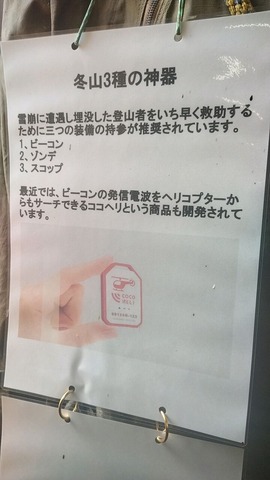 冬山3種の神器
雪崩に遭遇し埋没した登山者をいち早く救助する
ために三つの装備の持参が推奨されています。
1、ビーコン
2、ゾンデ
3、スコップ
最近では、ビーコンの発信電波をヘリコプターか
らもサーチできるココヘリという商品も開発されて
います。
COCO
HELI